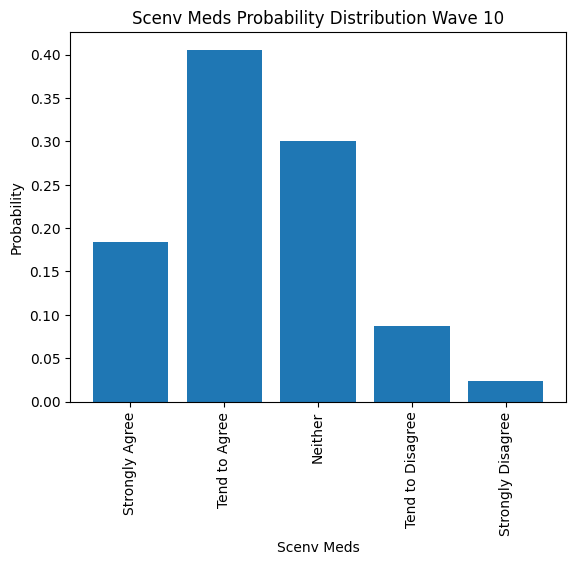 Scenv Meds Probability Distribution Wave 10
Probability
0.40
0.35
0.30
0.25
0.20
0.15
0.10
0.05
0.00
Strongly Agree
Tend to Agree
Neither
Tend to Disagree
Strongly Disagree
Scenv Meds